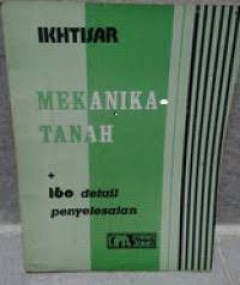 IKHTISAR
MEKANIKA
TANAH
+
160 detail
penyelesaian